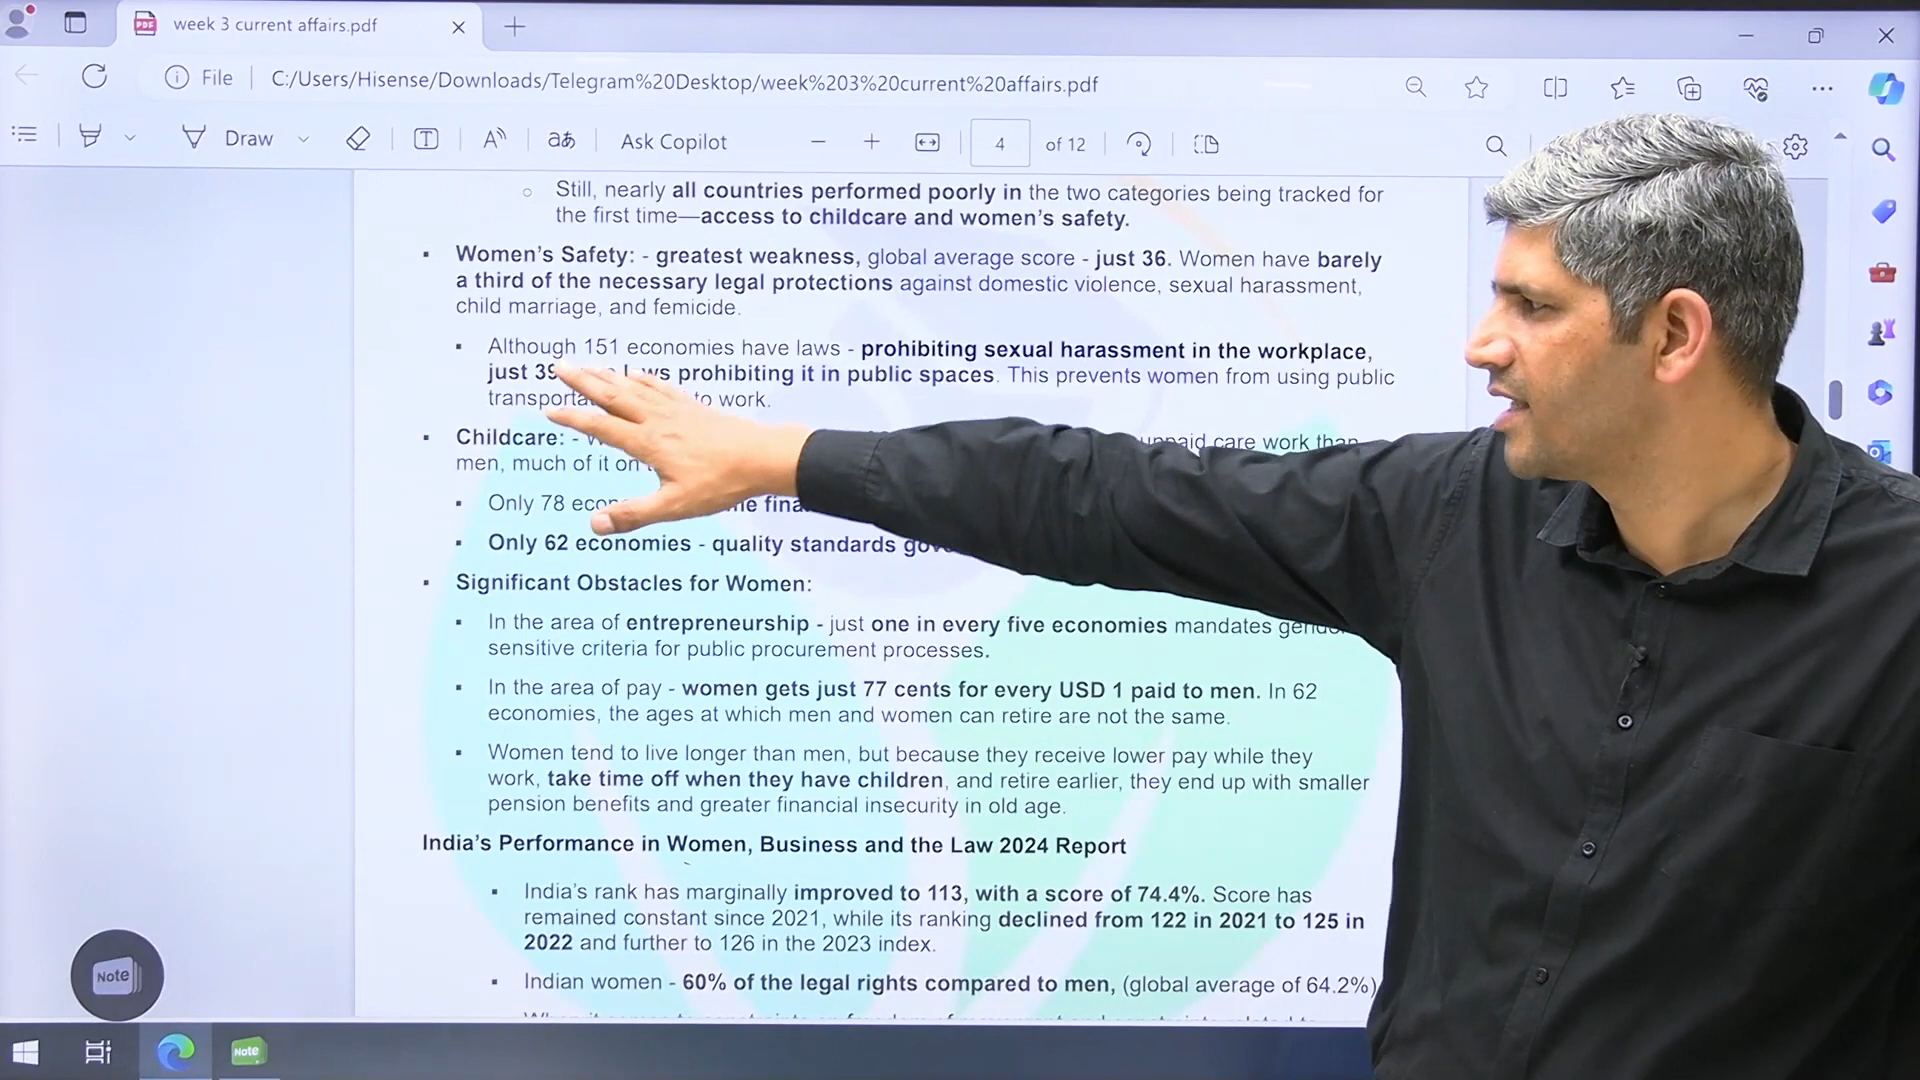 week 3 current affairs.pdf
File
C:/Users/Hisense/Downloads/Telegram%20Desktop/week%203%20current%20affairs.pdf
Draw
Ask Copilot
4 of 12
Still, nearly all countries performed poorly in the two categories being tracked for
the first time—access to childcare and women's safety.
Women's Safety: - greatest weakness, global average score - just 36. Women have barely
a third of the necessary legal protections against domestic violence, sexual harassment,
child marriage, and femicide.
Although 151 economies have laws - prohibiting sexual harassment in the workplace,
just 39 laws prohibiting it in public spaces. This prevents women from using public
to work.
Childcare: - unpaid care work than
men, much of it on
Only 78
Only 62 economies - quality standards
Significant Obstacles for Women:
In the area of entrepreneurship - just one in every five economies mandates gender
sensitive criteria for public procurement processes.
In the area of pay - women gets just 77 cents for every USD 1 paid to men. In 62
economies, the ages at which men and women can retire are not the same.
Women tend to live longer than men, but because they receive lower pay while they
work, take time off when they have children, and retire earlier, they end up with smaller
pension benefits and greater financial insecurity in old age.
India's Performance in Women, Business and the Law 2024 Report
India's rank has marginally improved to 113, with a score of 74.4%. Score has
remained constant since 2021, while its ranking declined from 122 in 2021 to 125 in
2022 and further to 126 in the 2023 index.
Indian women - 60% of the legal rights compared to men, (global average of 64.2%)
Note
Note